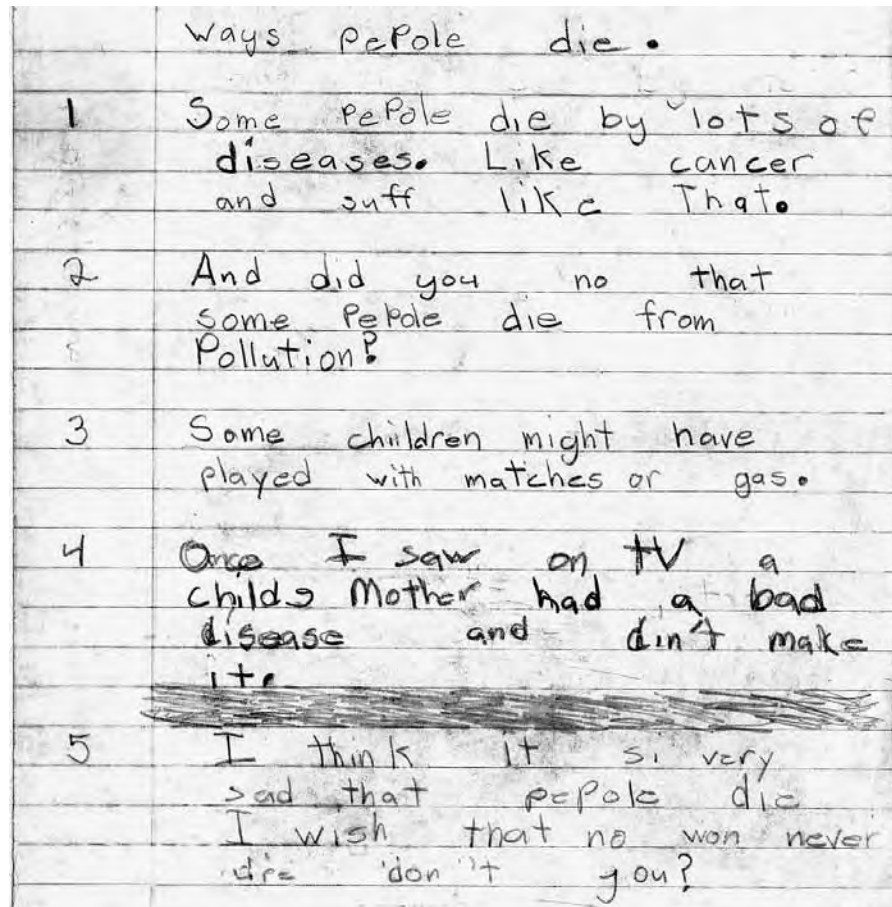 Ways pepole die.
1 Some pepole die by lots of
diseases. Like cancer
and suff like That.
2 And did you no that
some pepole die from
Pollution?
3 Some chilldren might have
played with matches or gas.
4 Once I saw on tV a
childs Mother had a bad
disease and din't make
it.
5 I think it si very
sad that pepole die
I wish that no won never
die don't you?